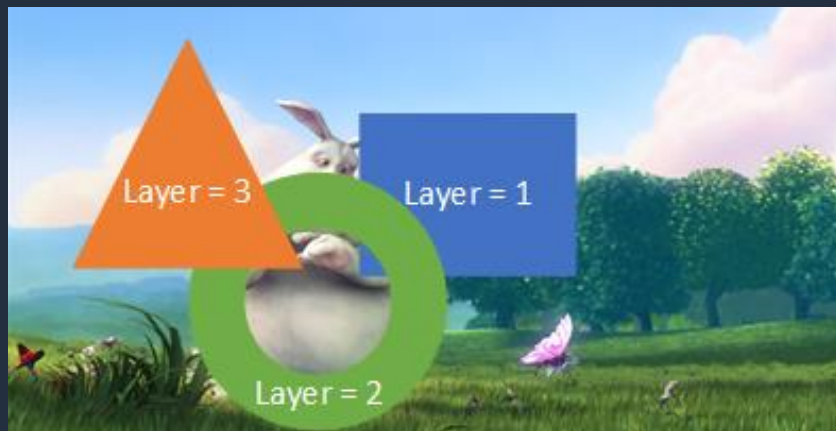 Layer = 3
Layer = 1
Layer = 2